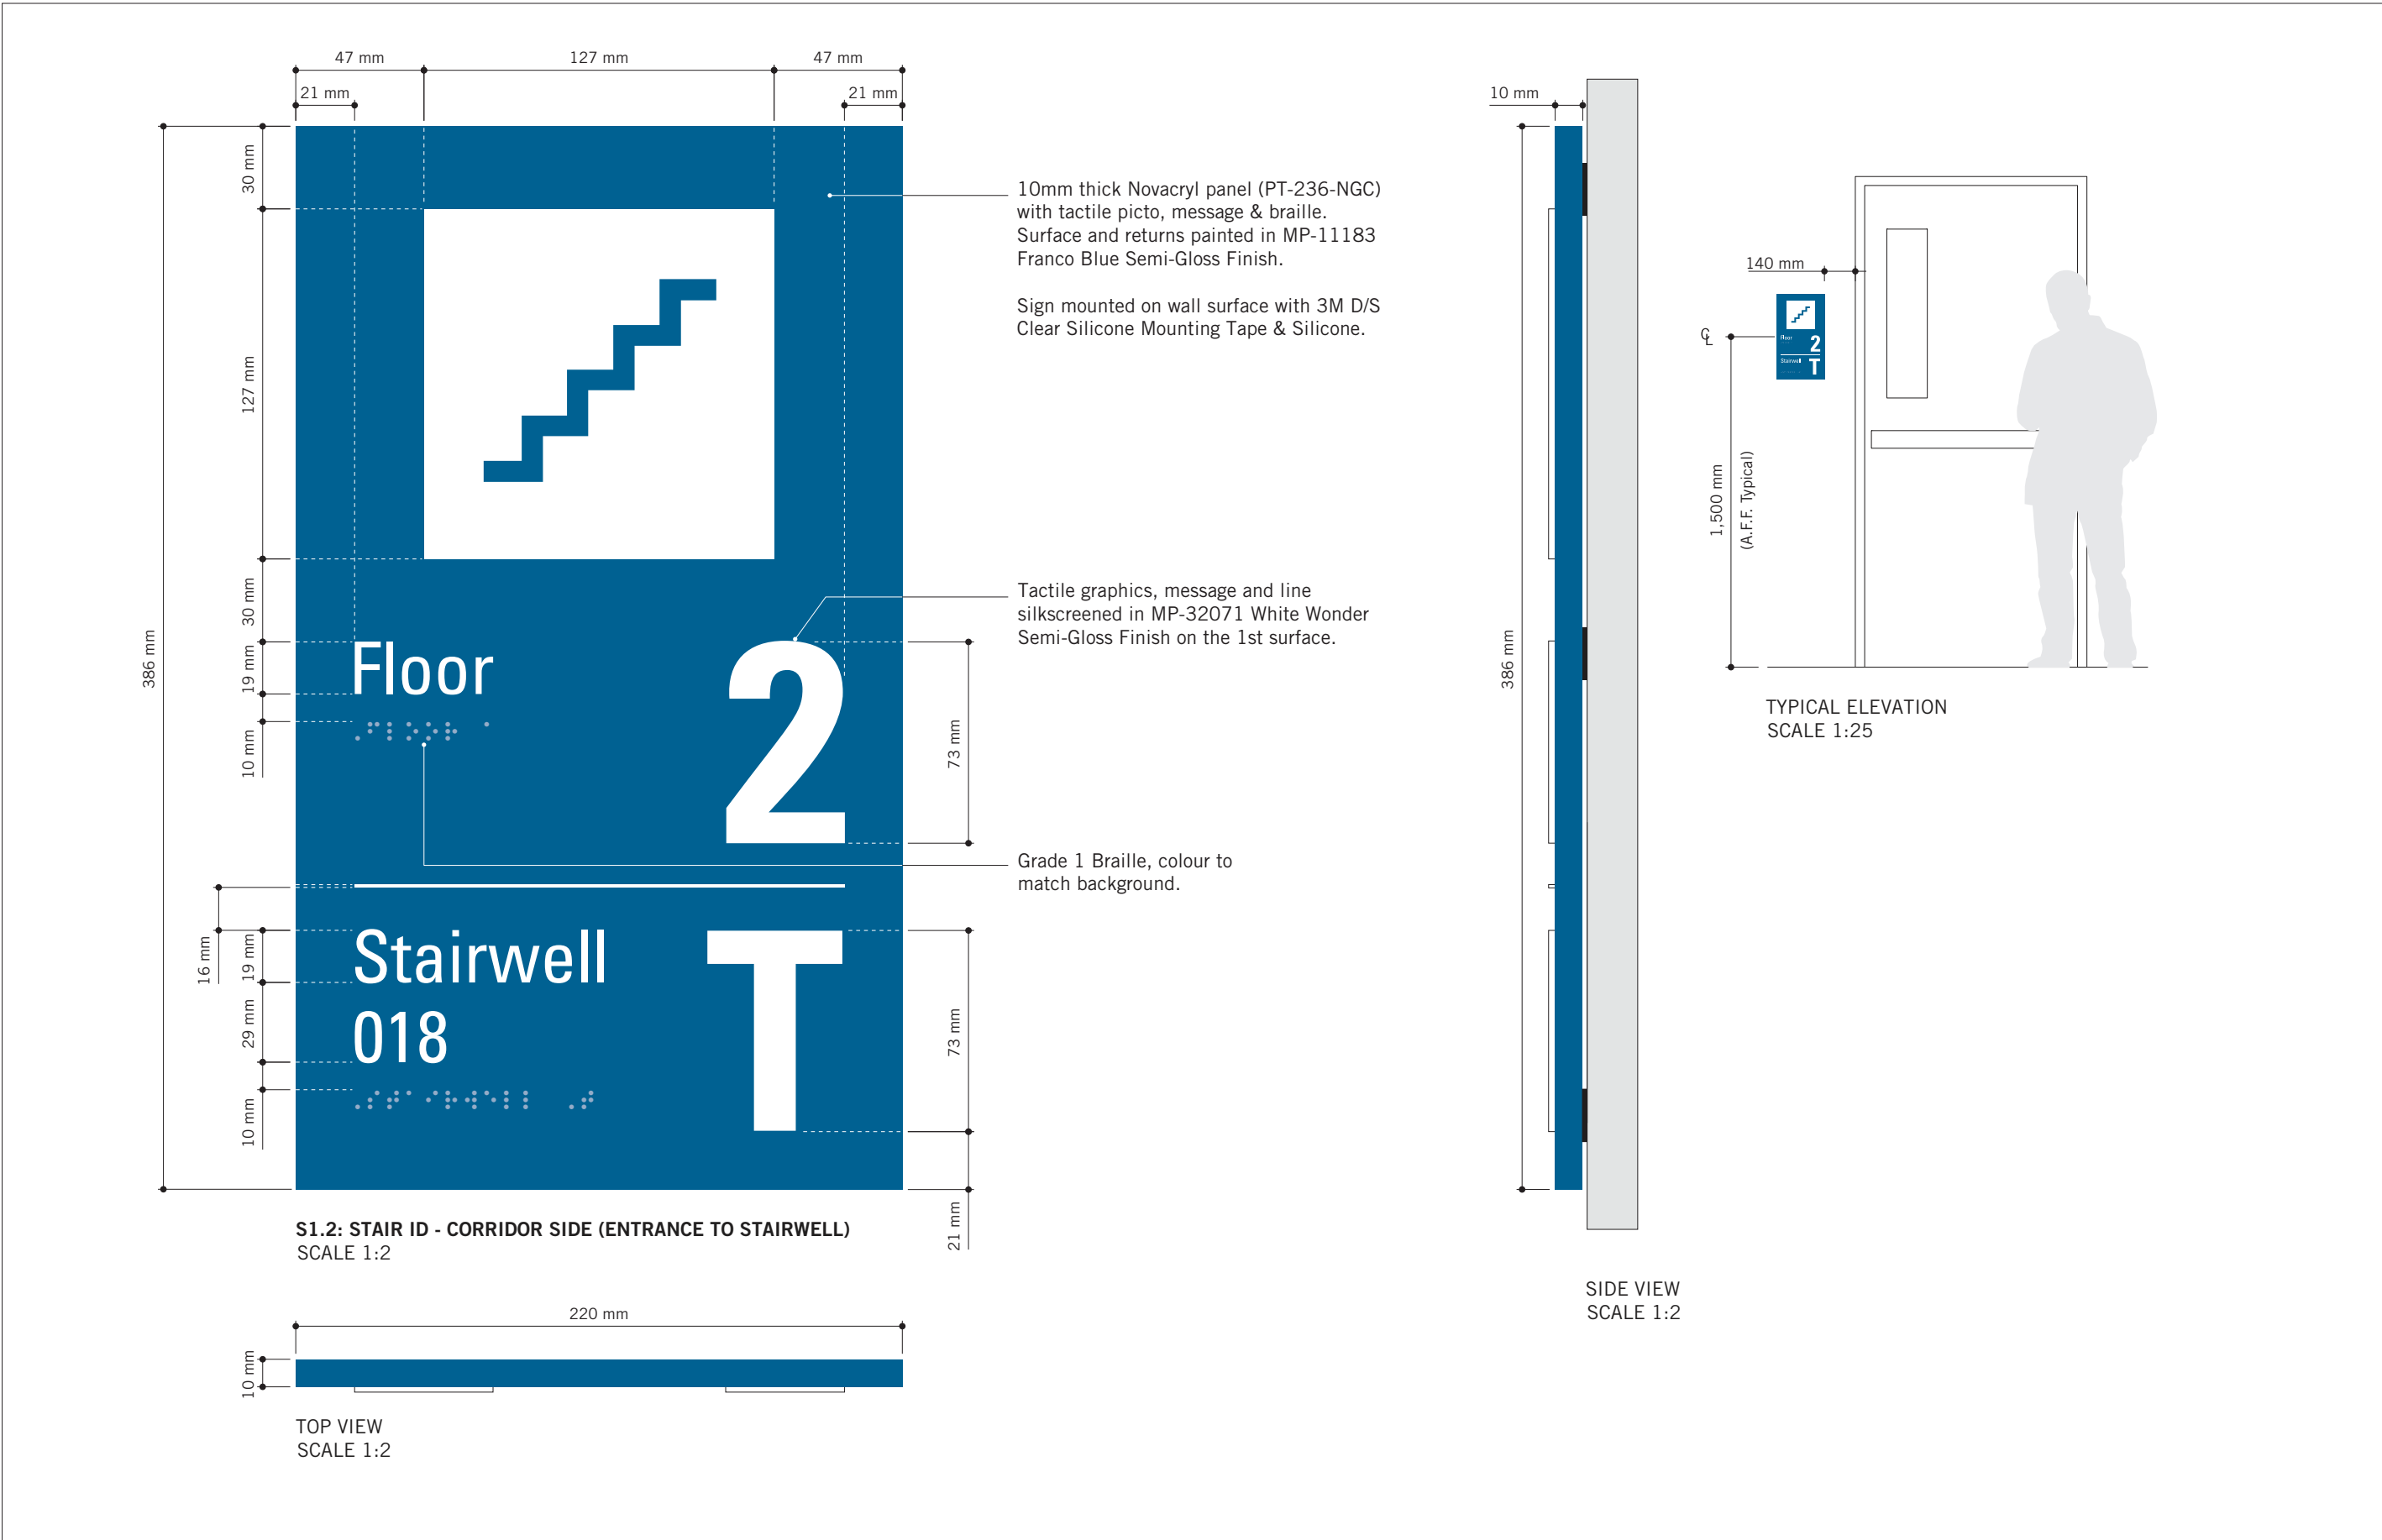 47 mm
127 mm
47 mm
21 mm
21 mm
30 mm
127 mm
30 mm
19 mm
10 mm
386 mm
16 mm
19 mm
29 mm
10 mm
Floor
2
⠠⠋⠇⠕⠕⠗ ⠁
Stairwell
018
T
⠠⠎⠞⠁⠊⠗⠺⠑⠇⠇ ⠠⠞
73 mm
73 mm
21 mm
10mm thick Novacryl panel (PT-236-NGC)
with tactile picto, message & braille.
Surface and returns painted in MP-11183
Franco Blue Semi-Gloss Finish.
Sign mounted on wall surface with 3M D/S
Clear Silicone Mounting Tape & Silicone.
Tactile graphics, message and line
silkscreened in MP-32071 White Wonder
Semi-Gloss Finish on the 1st surface.
Grade 1 Braille, colour to
match background.
S1.2: STAIR ID - CORRIDOR SIDE (ENTRANCE TO STAIRWELL)
SCALE 1:2
220 mm
10 mm
TOP VIEW
SCALE 1:2
10 mm
386 mm
SIDE VIEW
SCALE 1:2
140 mm
℄
1,500 mm
(A.F.F. Typical)
Floor
2
Stairwell
T
TYPICAL ELEVATION
SCALE 1:25